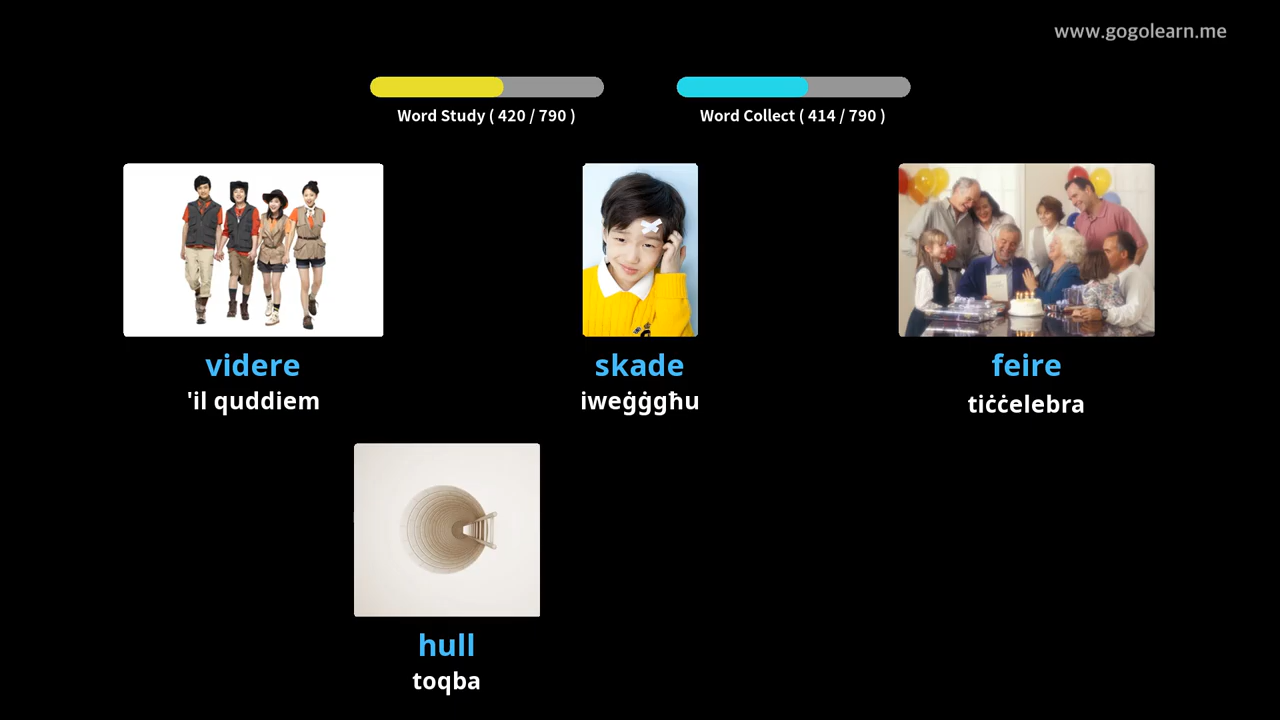 www.gogolearn.me
Word Study ( 420 / 790 )
Word Collect ( 414 / 790 )
videre
'il quddiem
skade
iweġġgħu
feire
tiċċelebra
hull
toqba